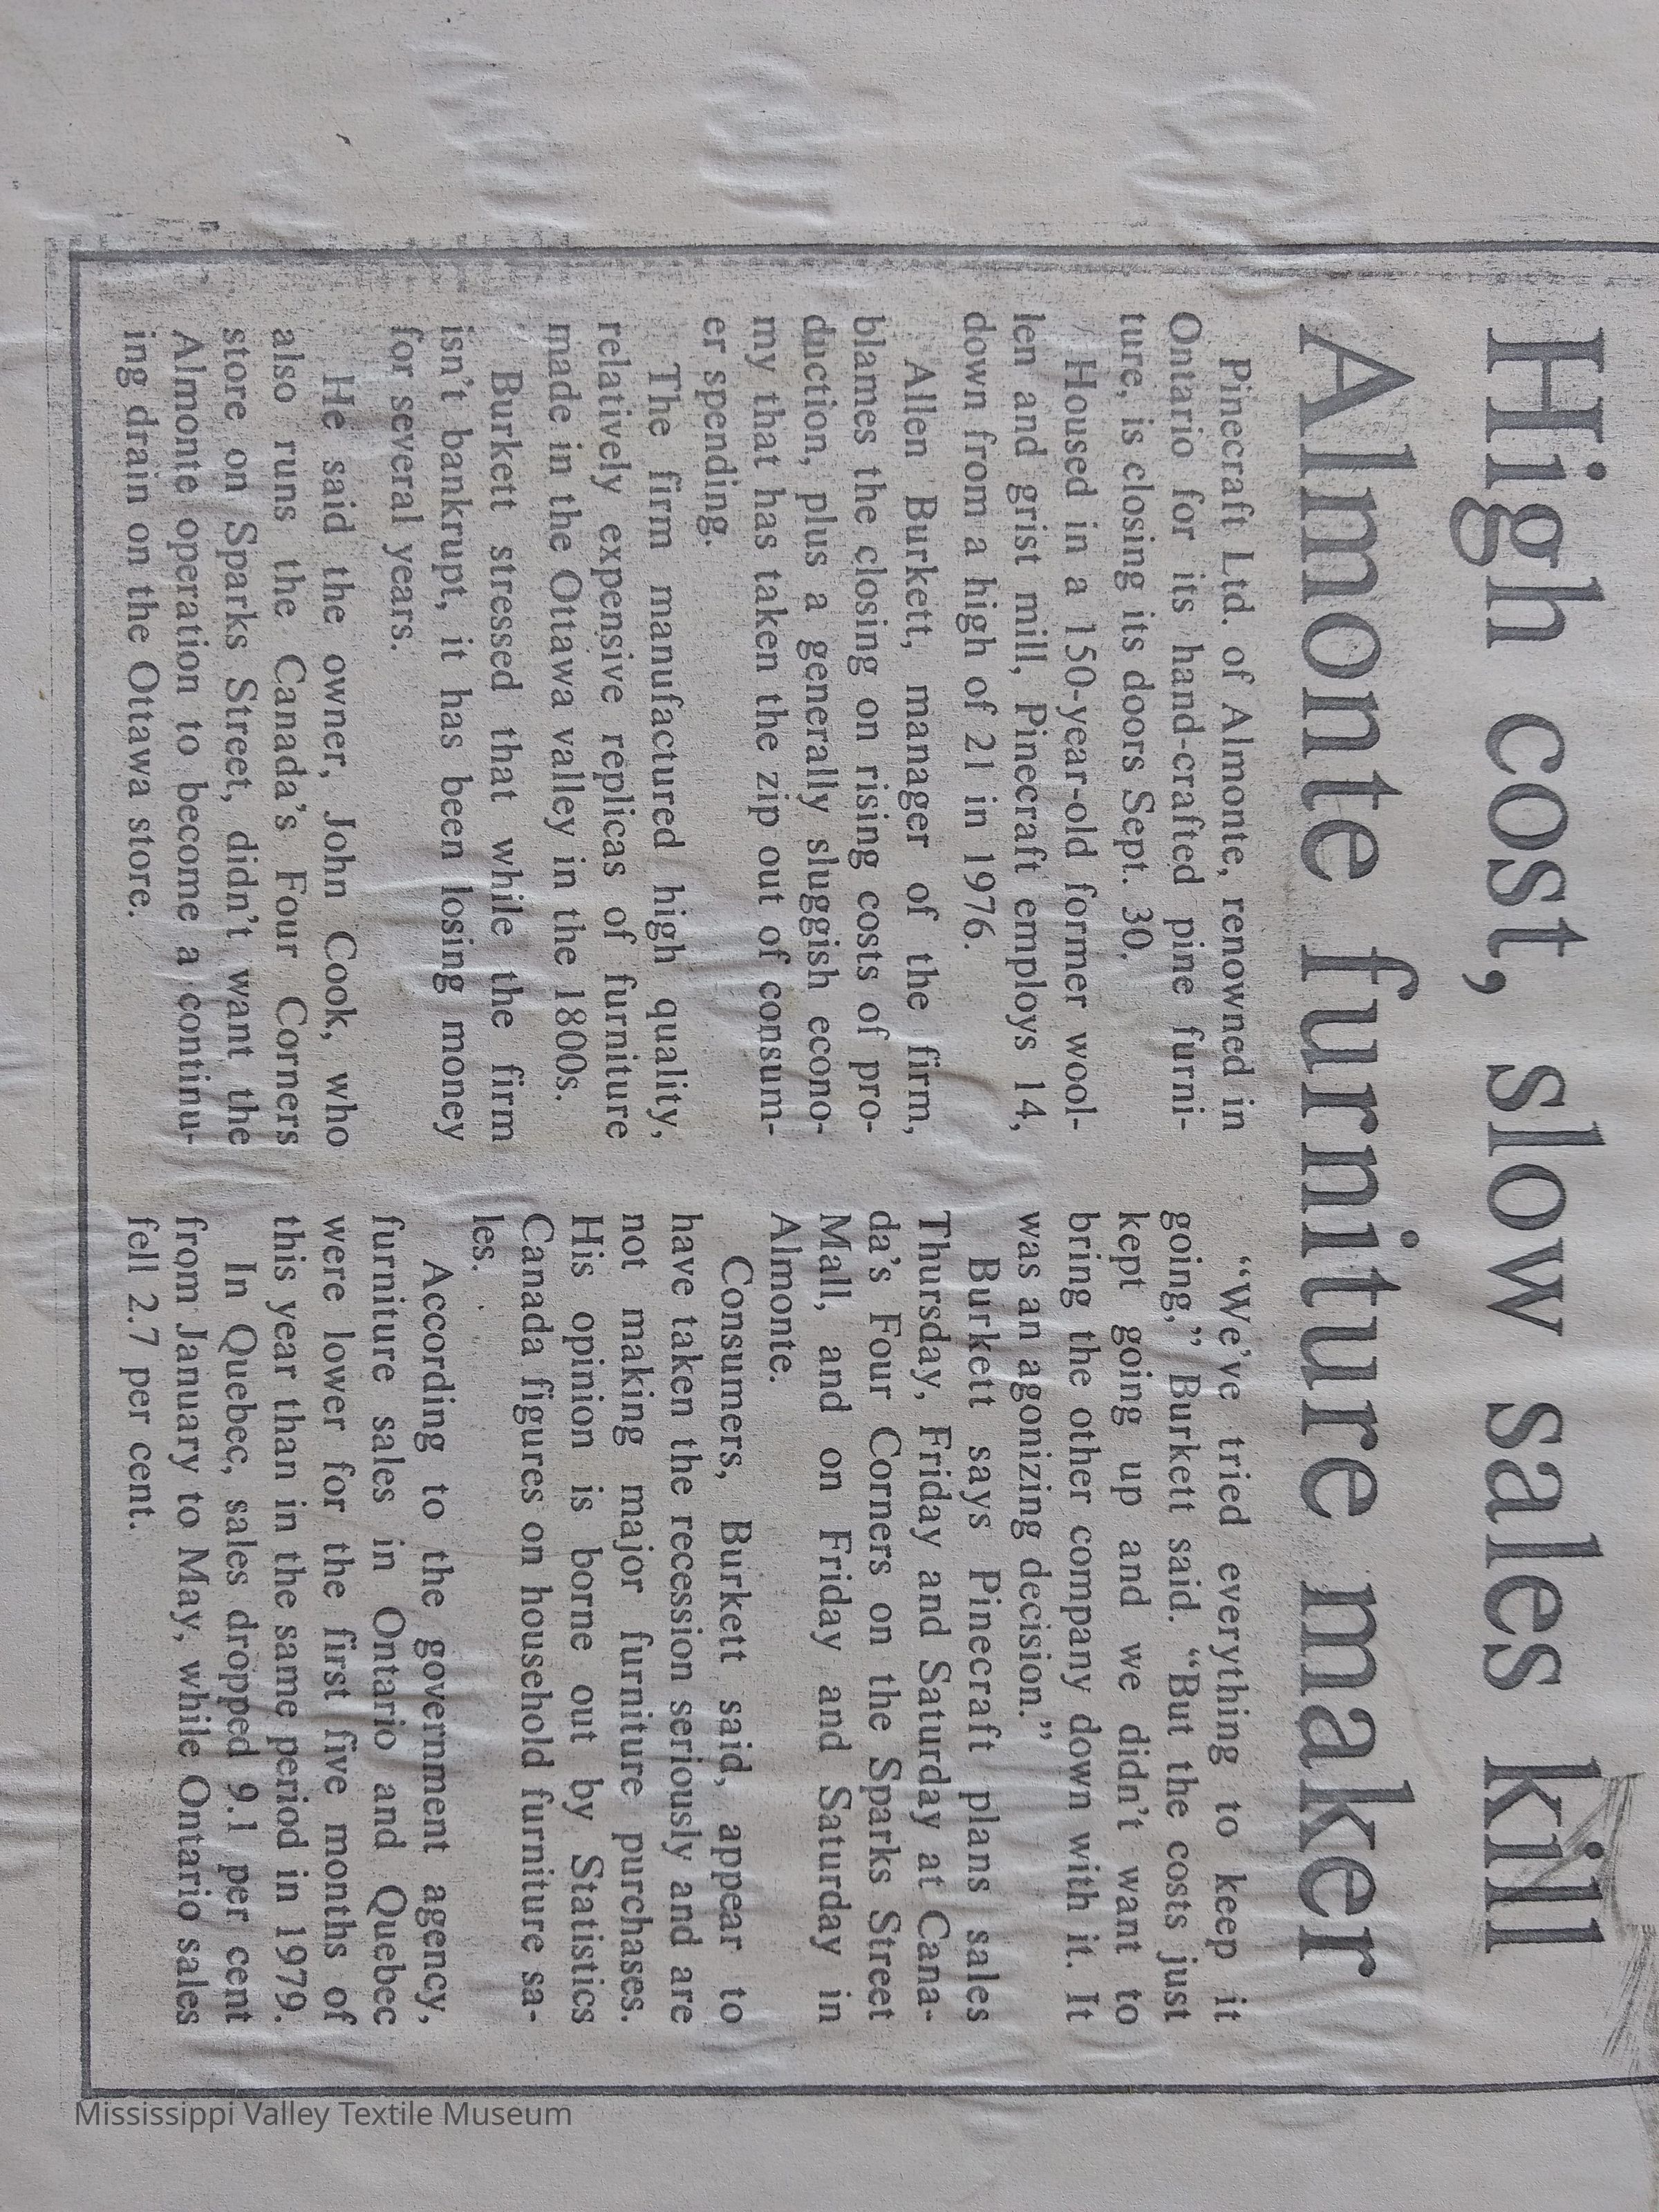 High cost, slow sales kill
Almonte furniture maker
Pinecraft Ltd. of Almonte, renowned in
Ontario for its hand-crafted pine furni-
ture, is closing its doors Sept. 30.
Housed in a 150-year-old former wool-
len and grist mill, Pinecraft employs 14,
down from a high of 21 in 1976.
Allen Burkett, manager of the firm,
blames the closing on rising costs of pro-
duction, plus a generally sluggish econo-
my that has taken the zip out of consum-
er spending.
The firm manufactured high quality,
relatively expensive replicas of furniture
made in the Ottawa valley in the 1800s.
Burkett stressed that while the firm
isn't bankrupt, it has been losing money
for several years.
He said the owner, John Cook, who
also runs the Canada's Four Corners
store on Sparks Street, didn't want the
Almonte operation to become a continu-
ing drain on the Ottawa store.
“We've tried everything to keep it
going,” Burkett said. “But the costs just
kept going up and we didn't want to
bring the other company down with it. It
was an agonizing decision.”
Burkett says Pinecraft plans sales
Thursday, Friday and Saturday at Cana-
da's Four Corners on the Sparks Street
Mall, and on Friday and Saturday in
Almonte.
Consumers, Burkett said, appear to
have taken the recession seriously and are
not making major furniture purchases.
His opinion is borne out by Statistics
Canada figures on household furniture sa-
les.
According to the government agency,
furniture sales in Ontario and Quebec
were lower for the first five months of
this year than in the same period in 1979.
In Quebec, sales dropped 9.1 per cent
from January to May, while Ontario sales
fell 2.7 per cent.
Mississippi Valley Textile Museum